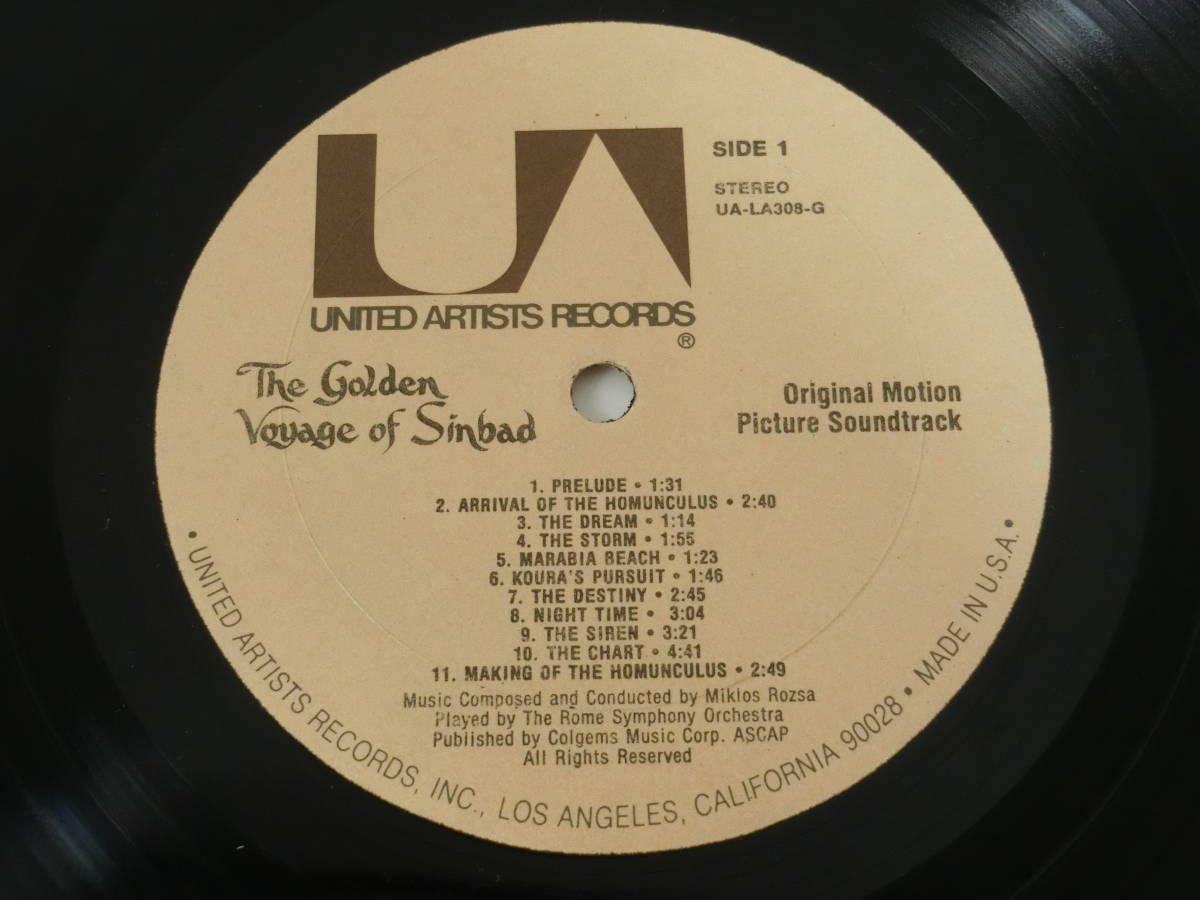 UA
UNITED ARTISTS RECORDS
®
SIDE 1
STEREO
UA-LA308-G
The Golden
Voyage of Sinbad
Original Motion
Picture Soundtrack
1. PRELUDE • 1:31
2. ARRIVAL OF THE HOMUNCULUS • 2:40
3. THE DREAM • 1:14
4. THE STORM • 1:55
5. MARABIA BEACH • 1:23
6. KOURA'S PURSUIT • 1:46
7. THE DESTINY • 2:45
8. NIGHT TIME • 3:04
9. THE SIREN • 3:21
10. THE CHART • 4:41
11. MAKING OF THE HOMUNCULUS • 2:49
Music Composed and Conducted by Miklos Rozsa
Played by The Rome Symphony Orchestra
Published by Colgems Music Corp. ASCAP
All Rights Reserved
• UNITED ARTISTS RECORDS, INC., LOS ANGELES, CALIFORNIA 90028 • MADE IN U.S.A. •